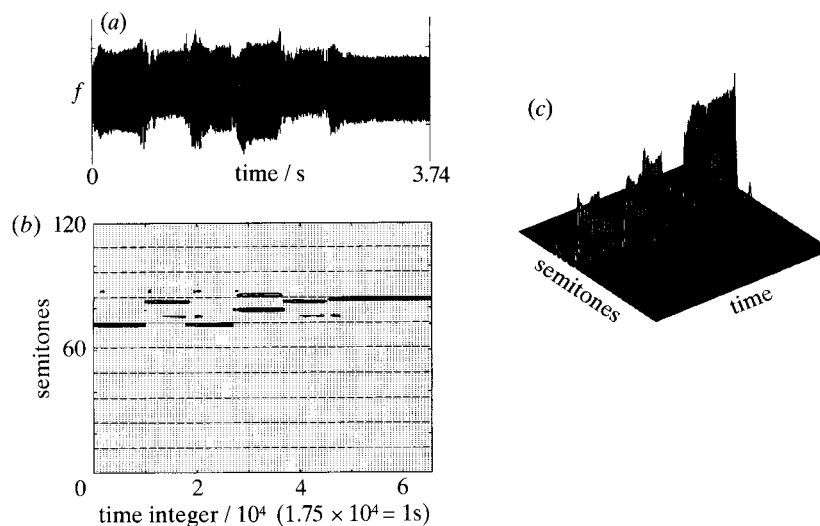 (a)
f
time / s
0
3.74
(b)
120
60
0
semitones
0
2
4
6
time integer / 10⁴ (1.75 × 10⁴ = 1s)
(c)
semitones
time